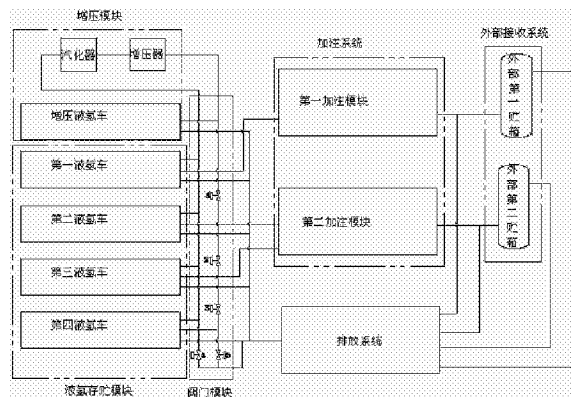 增压模块
汽化器
增压器
增压液氢车
第一液氢车
第二液氢车
第三液氢车
第四液氢车
液氢存贮模块
阀门模块
加注系统
第一加注模块
第二加注模块
排放系统
外部接收系统
外部第一贮箱
外部第二贮箱